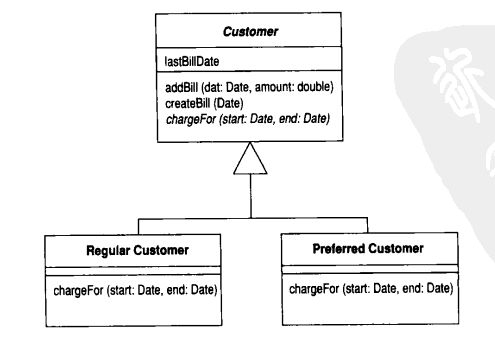 Customer
lastBillDate
addBill (dat: Date, amount: double)
createBill (Date)
chargeFor (start: Date, end: Date)
Regular Customer
chargeFor (start: Date, end: Date)
Preferred Customer
chargeFor (start: Date, end: Date)